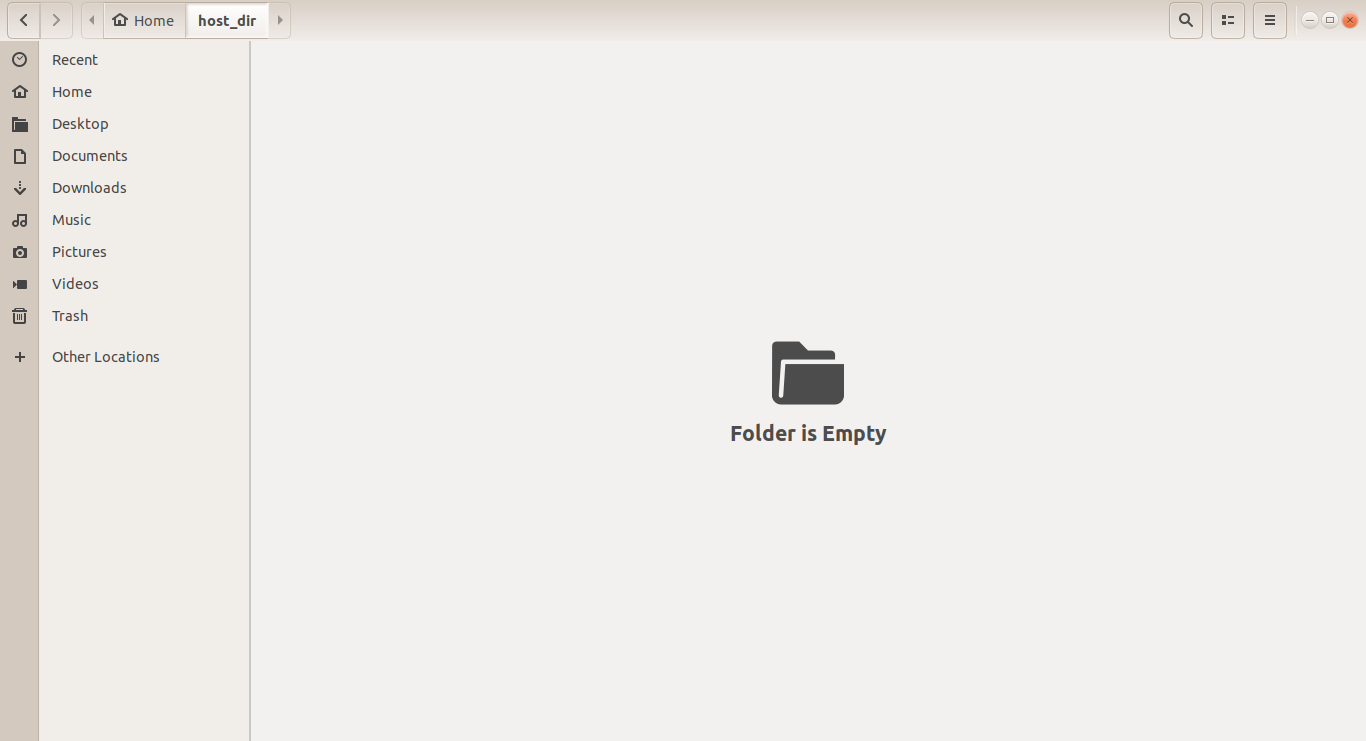 Home
host_dir
Recent
Home
Desktop
Documents
Downloads
Music
Pictures
Videos
Trash
Other Locations
Folder is Empty